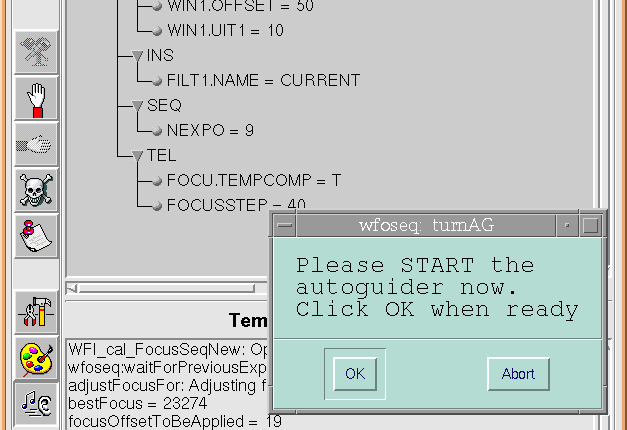 WIN1.OFFSET = 50
WIN1.UIT1 = 10
INS
FILT1.NAME = CURRENT
SEQ
NEXPO = 9
TEL
FOCU.TEMPCOMP = T
FOCUSSTEP = 40
wfoseq: turnAG
Please START the
autoguider now.
Click OK when ready
OK Abort
Tem
WFI_cal_FocusSeqNew: Op
wfoseq:waitForPreviousExp
adjustFocusFor: Adjusting f
bestFocus = 23274
focusOffsetToBeApplied = 19